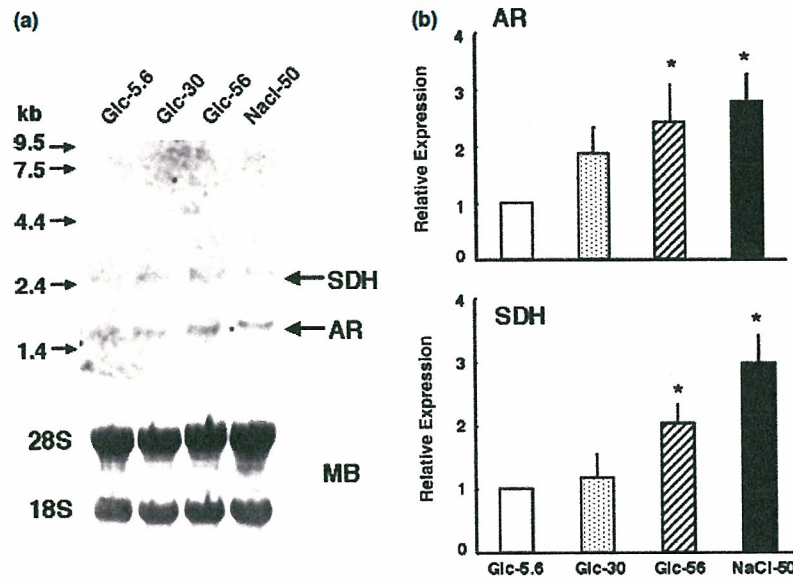 (a)
Glc-5.6 Glc-30 Glc-56 NaCl-50
kb
9.5
7.5
4.4
2.4
1.4
SDH
AR
28S
18S
MB
(b)
AR
Relative Expression
4
3
2
1
0
SDH
Relative Expression
4
3
2
1
0
* * 
* *
Glc-5.6 Glc-30 Glc-56 NaCl-50